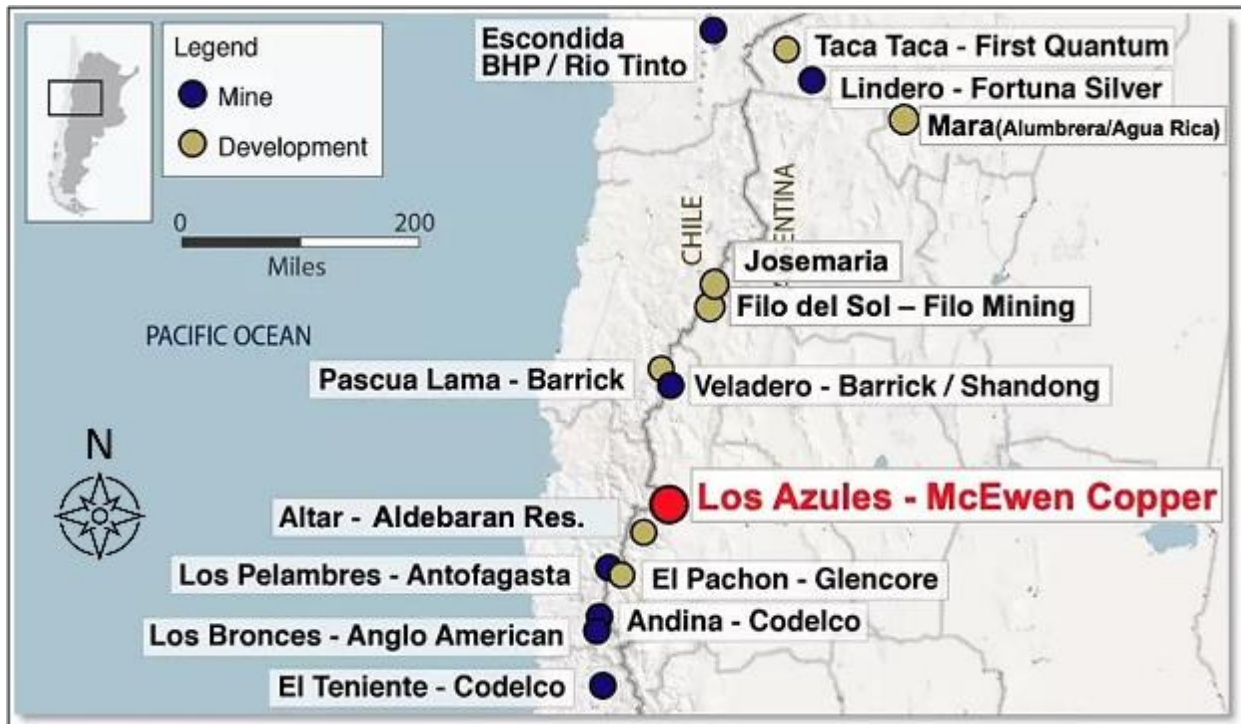 Legend
Mine
Development
0 200
Miles
Escondida
BHP / Rio Tinto
Taca Taca - First Quantum
Lindero - Fortuna Silver
Mara(Alumbrera/Agua Rica)
CHILE
ENTINA
Josemaria
Filo del Sol – Filo Mining
PACIFIC OCEAN
Pascua Lama - Barrick
Veladero - Barrick / Shandong
N
Los Azules - McEwen Copper
Altar - Aldebaran Res.
Los Pelambres - Antofagasta
El Pachon - Glencore
Andina - Codelco
Los Bronces - Anglo American
El Teniente - Codelco